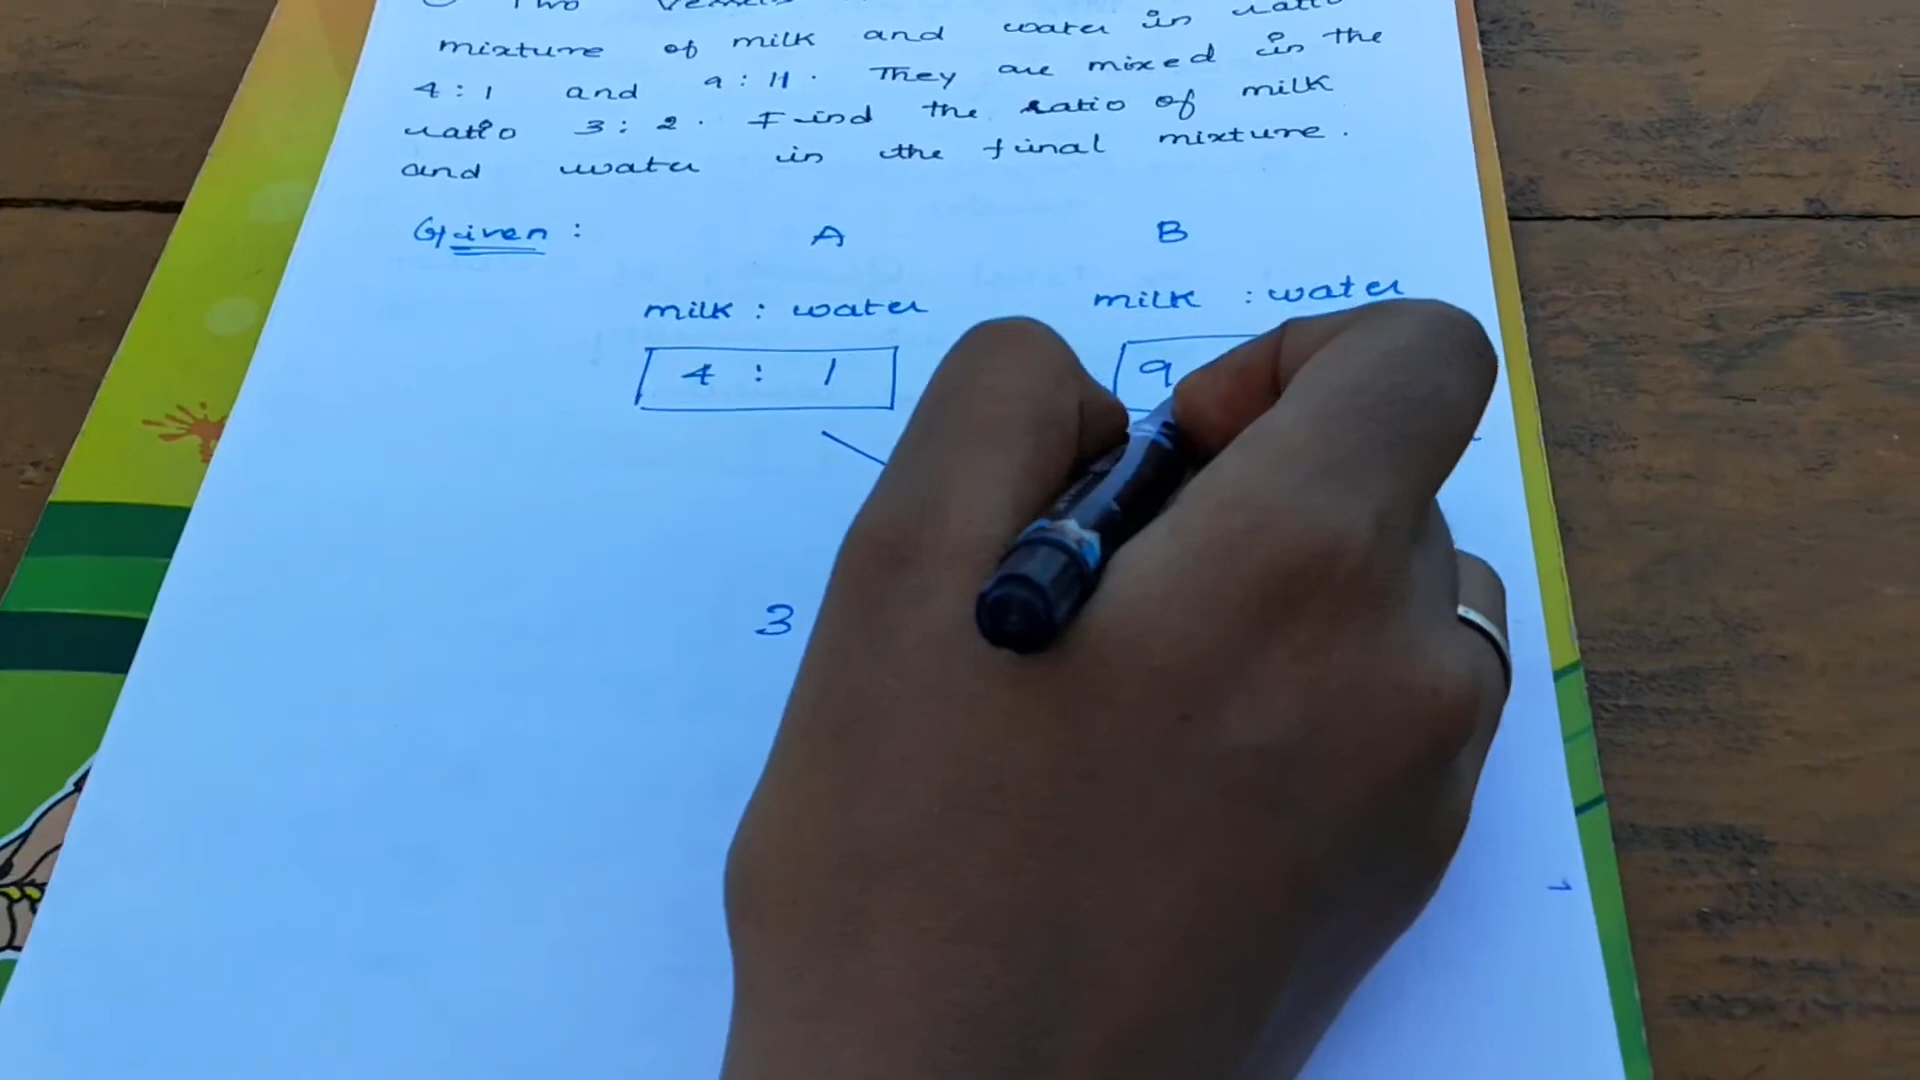 Two Vessels
mixture of milk and water in ratio
4 : 1 and 9 : 11 . They are mixed in the
ratio 3 : 2 . Find the ratio of milk
and water in the final mixture .
Given : A B
milk : water milk : water
4 : 1 9
3